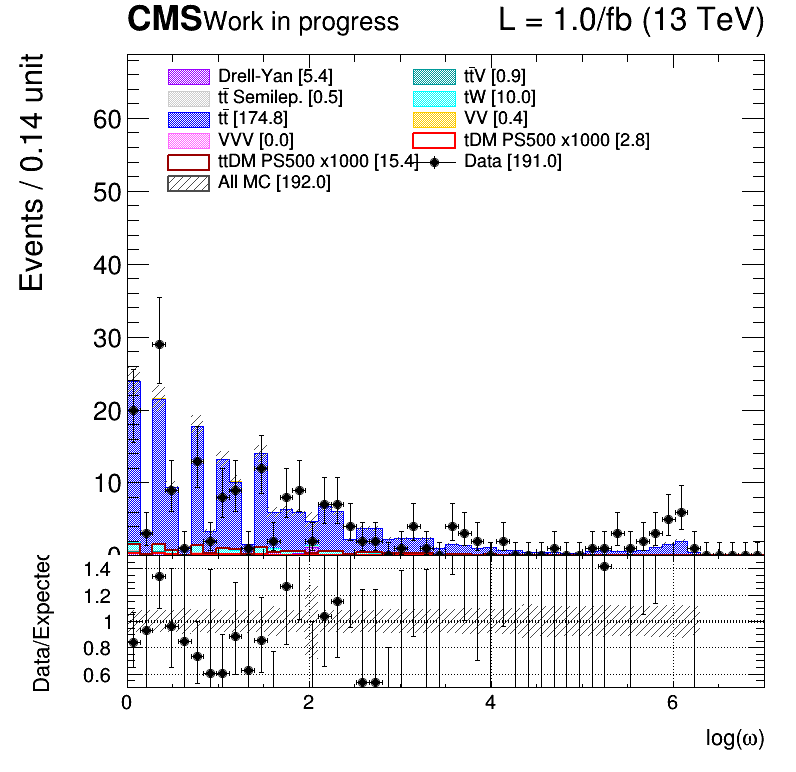 CMS Work in progress L = 1.0/fb (13 TeV)
Drell-Yan [5.4] tt̄V [0.9]
tt̄ Semilep. [0.5] tW [10.0]
tt̄ [174.8] VV [0.4]
VVV [0.0] tDM PS500 x1000 [2.8]
ttDM PS500 x1000 [15.4] Data [191.0]
All MC [192.0]
Events / 0.14 unit
60
50
40
30
20
10
0
Data/Expected
1.4
1.2
1
0.8
0.6
0 2 4 6
log(ω)